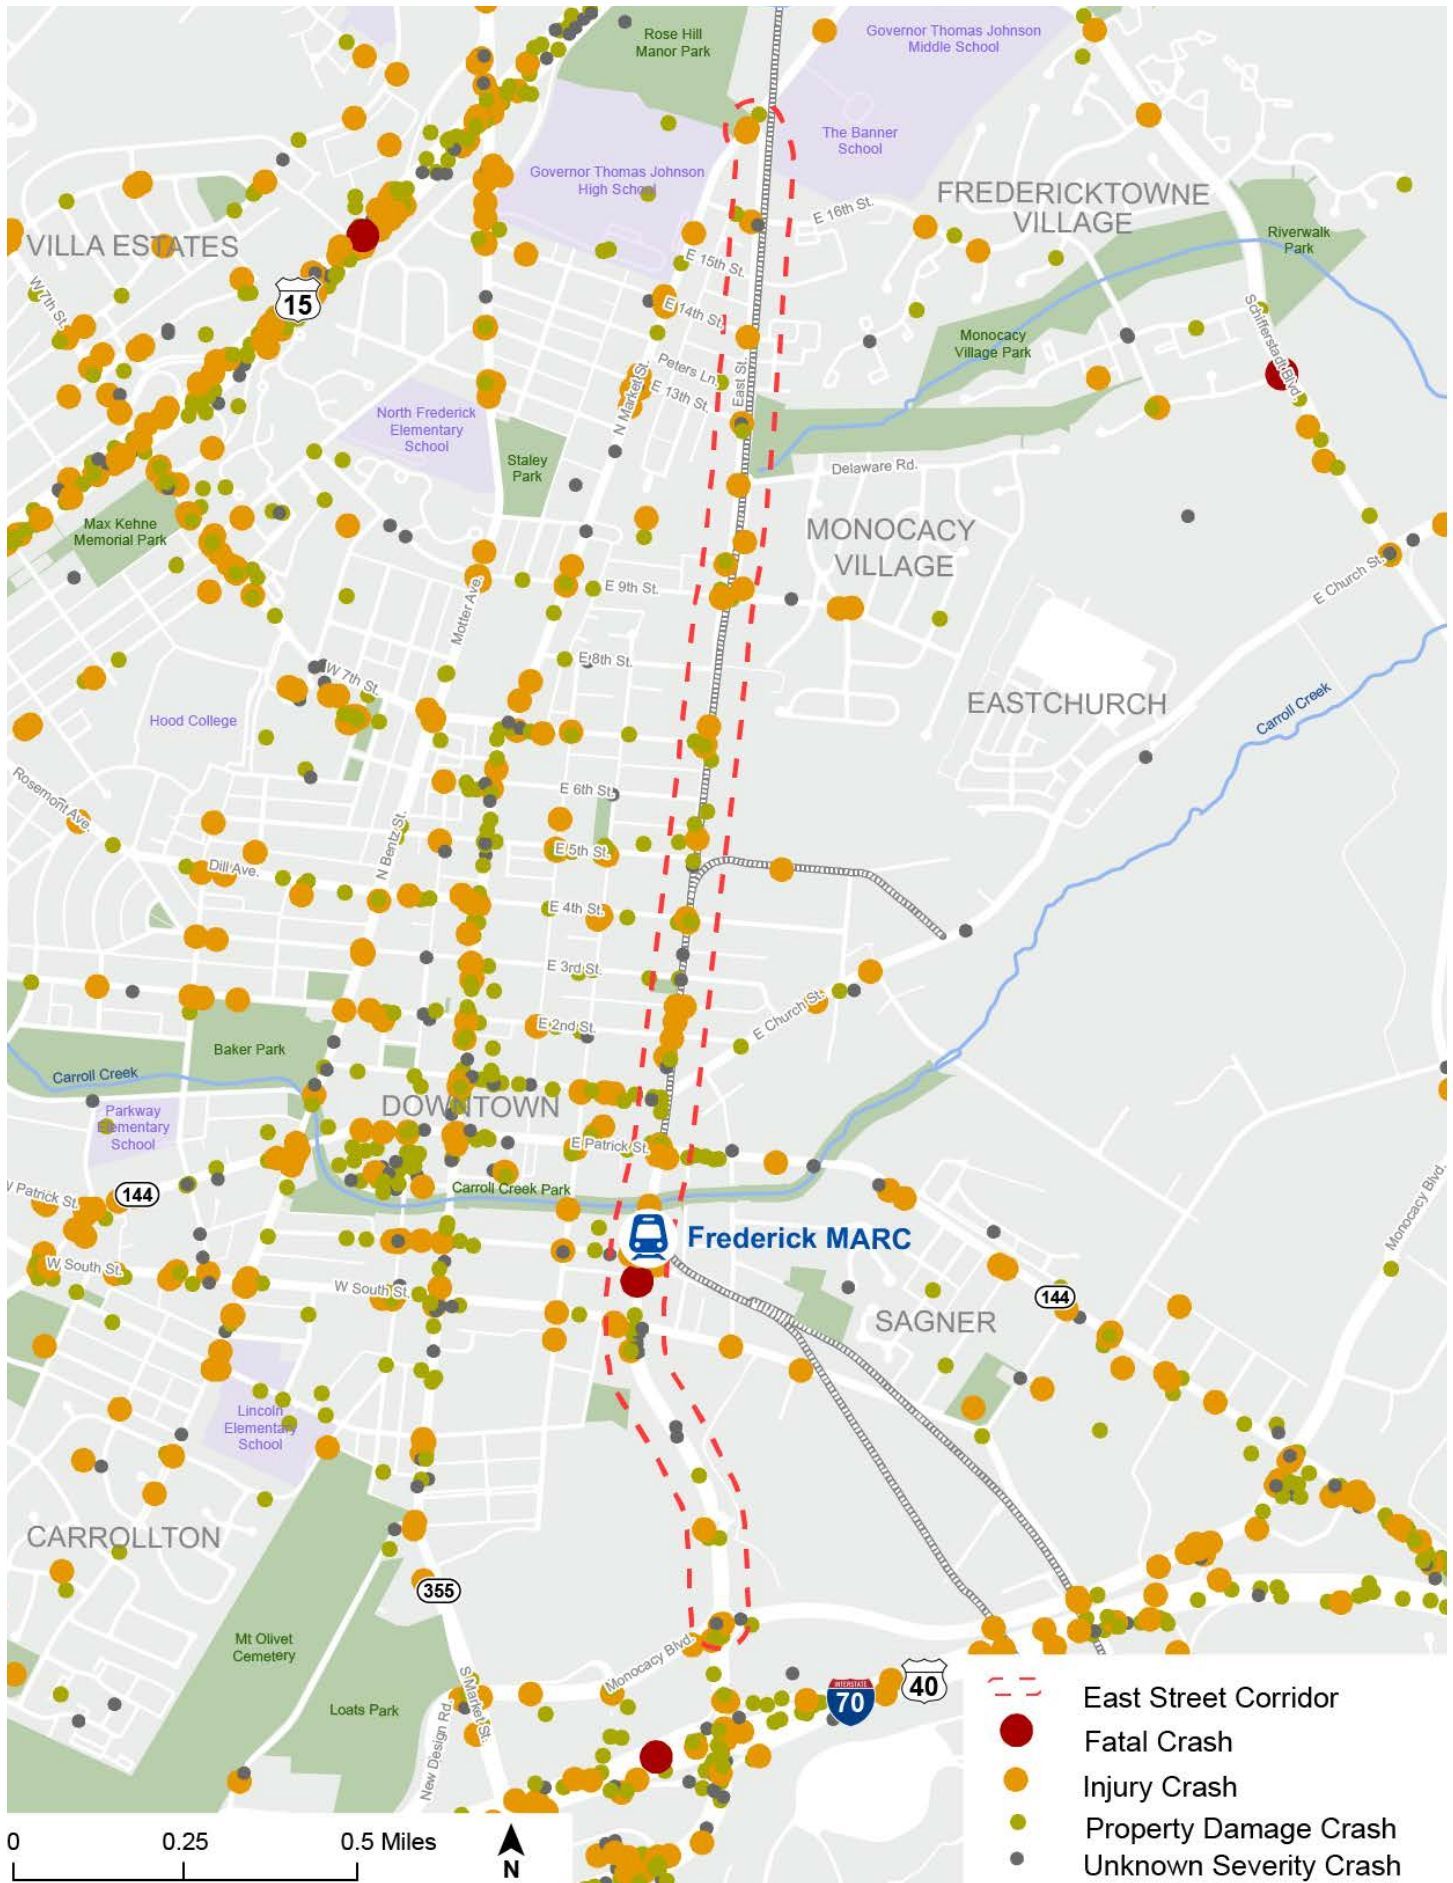 Rose Hill
Manor Park
Governor Thomas Johnson
Middle School
The Banner
School
Governor Thomas Johnson
High School
FREDERICKTOWNE
VILLAGE
E 16th St.
Riverwalk
Park
VILLA ESTATES
E 15th St.
W 7th St.
15
E 14th St.
Schifferstadt Blvd.
Monocacy
Village Park
Peters Ln.
East St.
N Market St.
E 13th St.
North Frederick
Elementary
School
Staley
Park
Delaware Rd.
Max Kehne
Memorial Park
MONOCACY
VILLAGE
E Church St.
E 9th St.
Motter Ave.
E 8th St.
W 7th St.
EASTCHURCH
Carroll Creek
Hood College
Rosemont Ave.
E 6th St.
N Bentz St.
E 5th St.
Dill Ave.
E 4th St.
E 3rd St.
E Church St.
E 2nd St.
Baker Park
Carroll Creek
DOWNTOWN
Parkway
Elementary
School
E Patrick St.
W Patrick St.
144
Carroll Creek Park
Monocacy Blvd.
Frederick MARC
W South St.
W South St.
144
SAGNER
Lincoln
Elementary
School
CARROLLTON
355
Mt Olivet
Cemetery
Monocacy Blvd.
S Market St.
New Design Rd.
Loats Park
INTERSTATE
70
40
East Street Corridor
Fatal Crash
Injury Crash
Property Damage Crash
Unknown Severity Crash
0 0.25 0.5 Miles
N